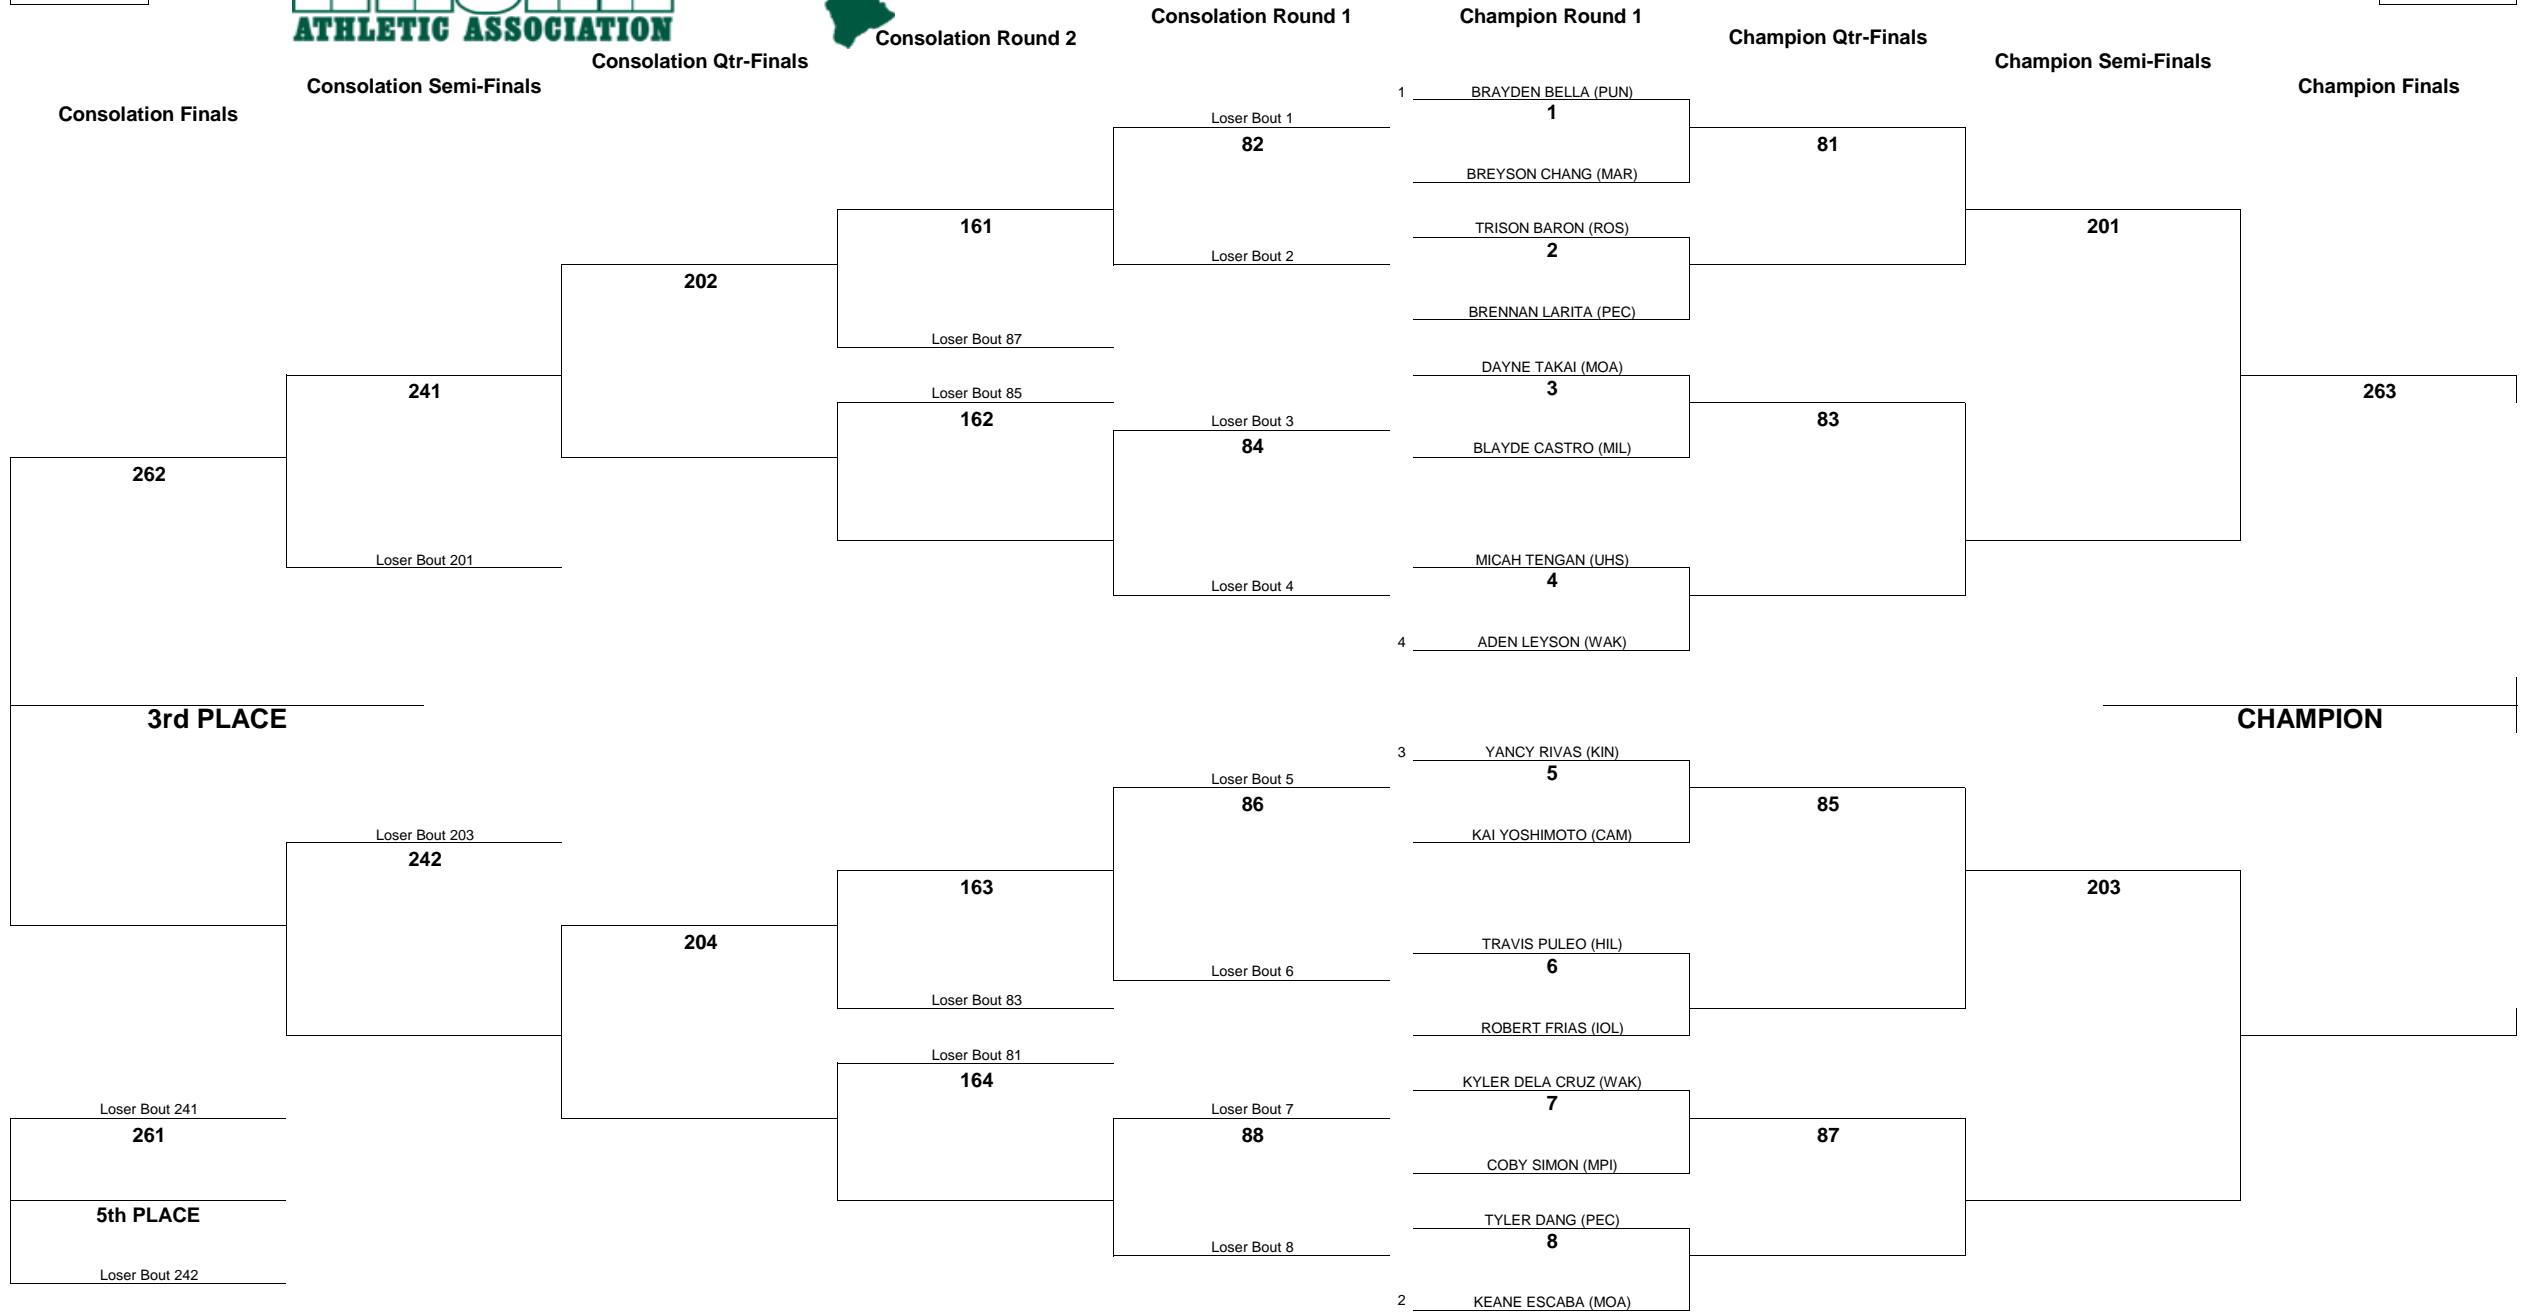 ATHLETIC ASSOCIATION
Consolation Finals
Consolation Semi-Finals
Consolation Qtr-Finals
Consolation Round 2
Consolation Round 1
Champion Round 1
Champion Qtr-Finals
Champion Semi-Finals
Champion Finals
1 BRAYDEN BELLA (PUN)
1
BREYSON CHANG (MAR)
TRISON BARON (ROS)
2
BRENNAN LARITA (PEC)
DAYNE TAKAI (MOA)
3
BLAYDE CASTRO (MIL)
MICAH TENGAN (UHS)
4
4 ADEN LEYSON (WAK)
3 YANCY RIVAS (KIN)
5
KAI YOSHIMOTO (CAM)
TRAVIS PULEO (HIL)
6
ROBERT FRIAS (IOL)
KYLER DELA CRUZ (WAK)
7
COBY SIMON (MPI)
TYLER DANG (PEC)
8
2 KEANE ESCABA (MOA)
81
83
85
87
201
203
263
CHAMPION
Loser Bout 1
82
Loser Bout 2
Loser Bout 3
84
Loser Bout 4
Loser Bout 5
86
Loser Bout 6
Loser Bout 7
88
Loser Bout 8
161
Loser Bout 87
Loser Bout 85
162
163
Loser Bout 83
Loser Bout 81
164
202
204
241
Loser Bout 201
Loser Bout 203
242
262
3rd PLACE
Loser Bout 241
261
5th PLACE
Loser Bout 242